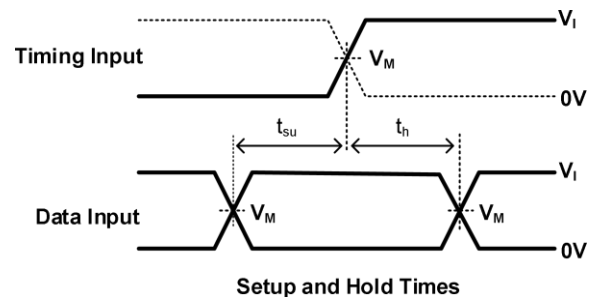 V_I
Timing Input
V_M
0V
t_su
t_h
V_I
Data Input
V_M
V_M
0V
Setup and Hold Times